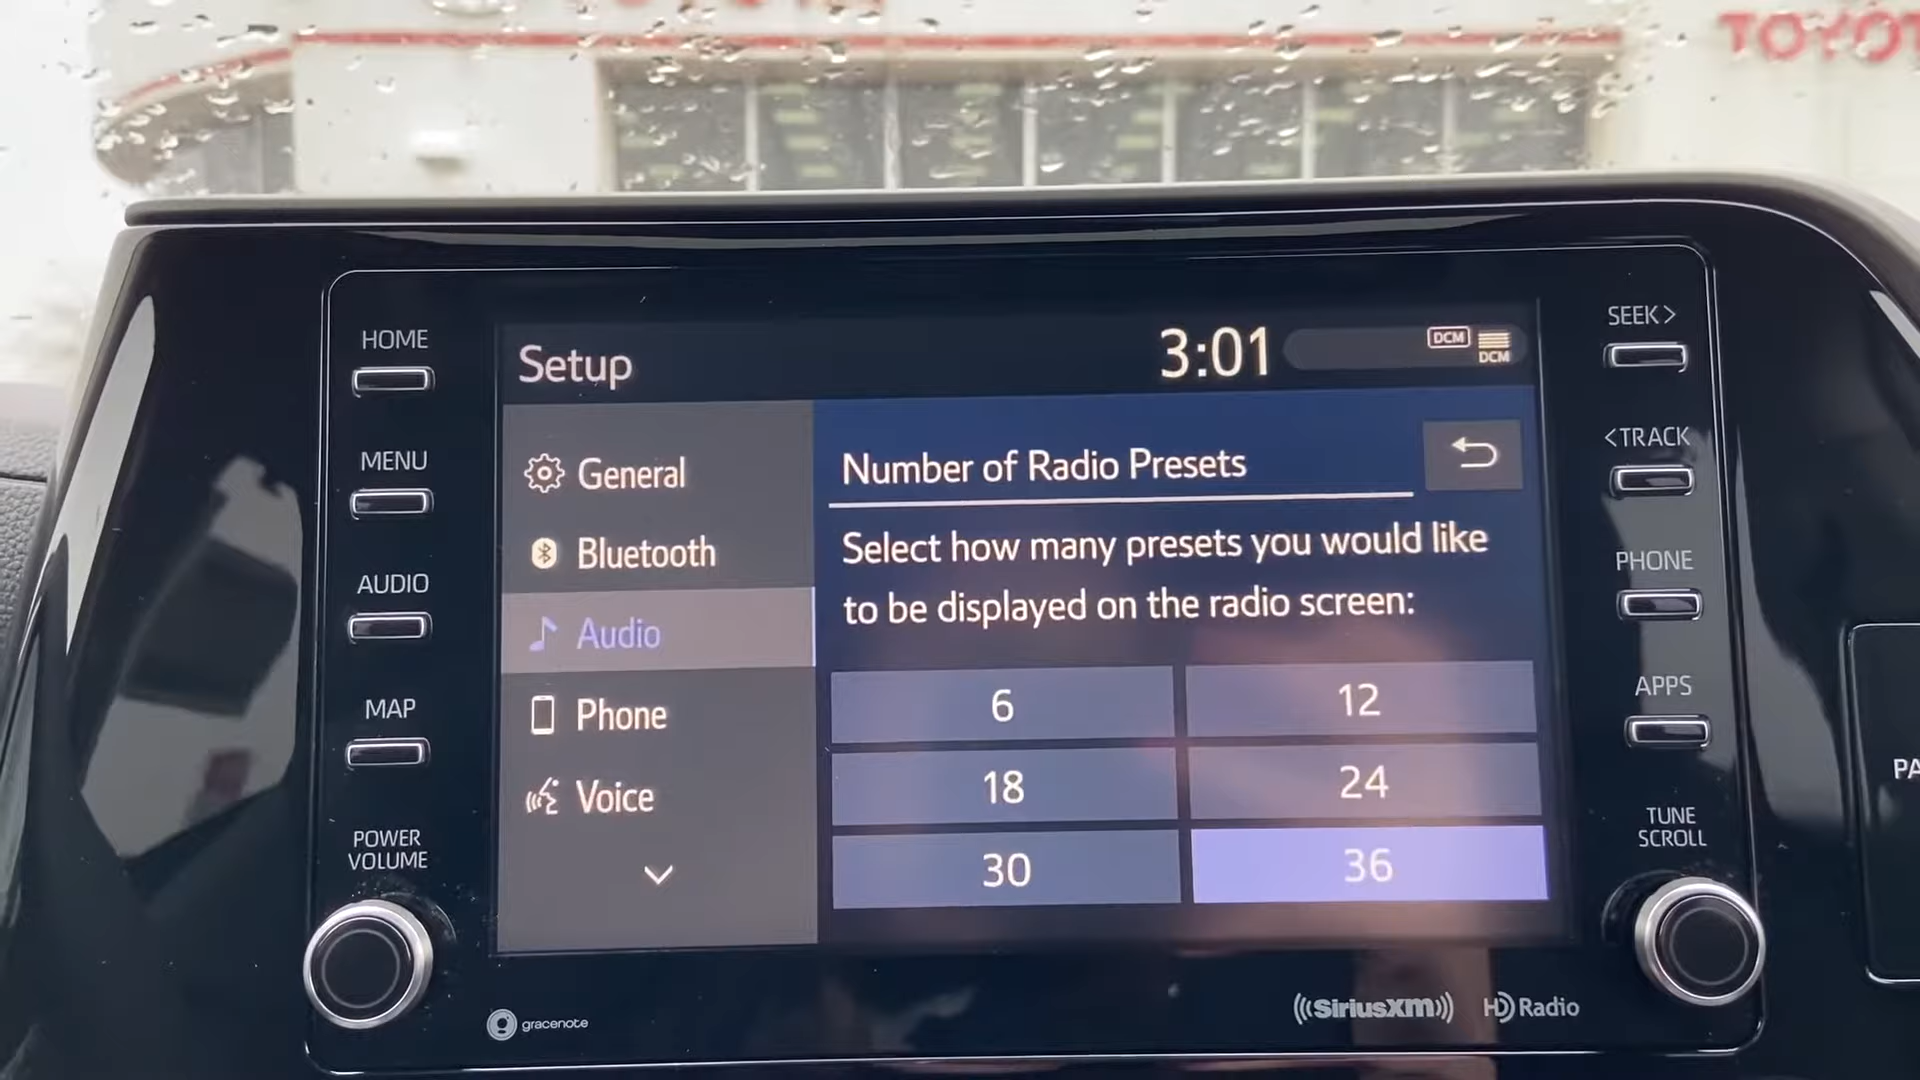 TOYOT
HOME
MENU
AUDIO
MAP
POWER
VOLUME
Setup
3:01
DCM
DCM
General
Bluetooth
Audio
Phone
Voice
Number of Radio Presets
Select how many presets you would like
to be displayed on the radio screen:
6
12
18
24
30
36
SEEK>
<TRACK
PHONE
APPS
TUNE
SCROLL
PA
gracenote
((SiriusXM))
HD Radio